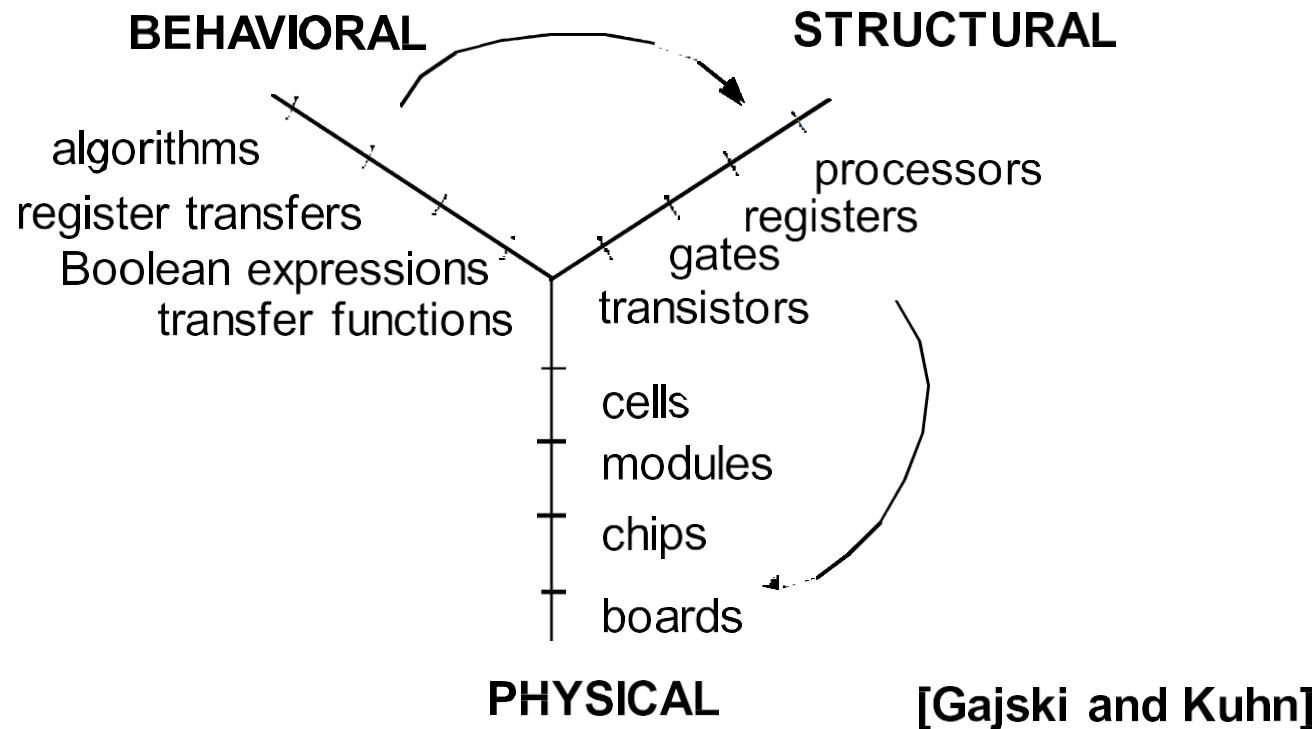 BEHAVIORAL
STRUCTURAL
algorithms
register transfers
Boolean expressions
transfer functions
processors
registers
gates
transistors
cells
modules
chips
boards
PHYSICAL
[Gajski and Kuhn]